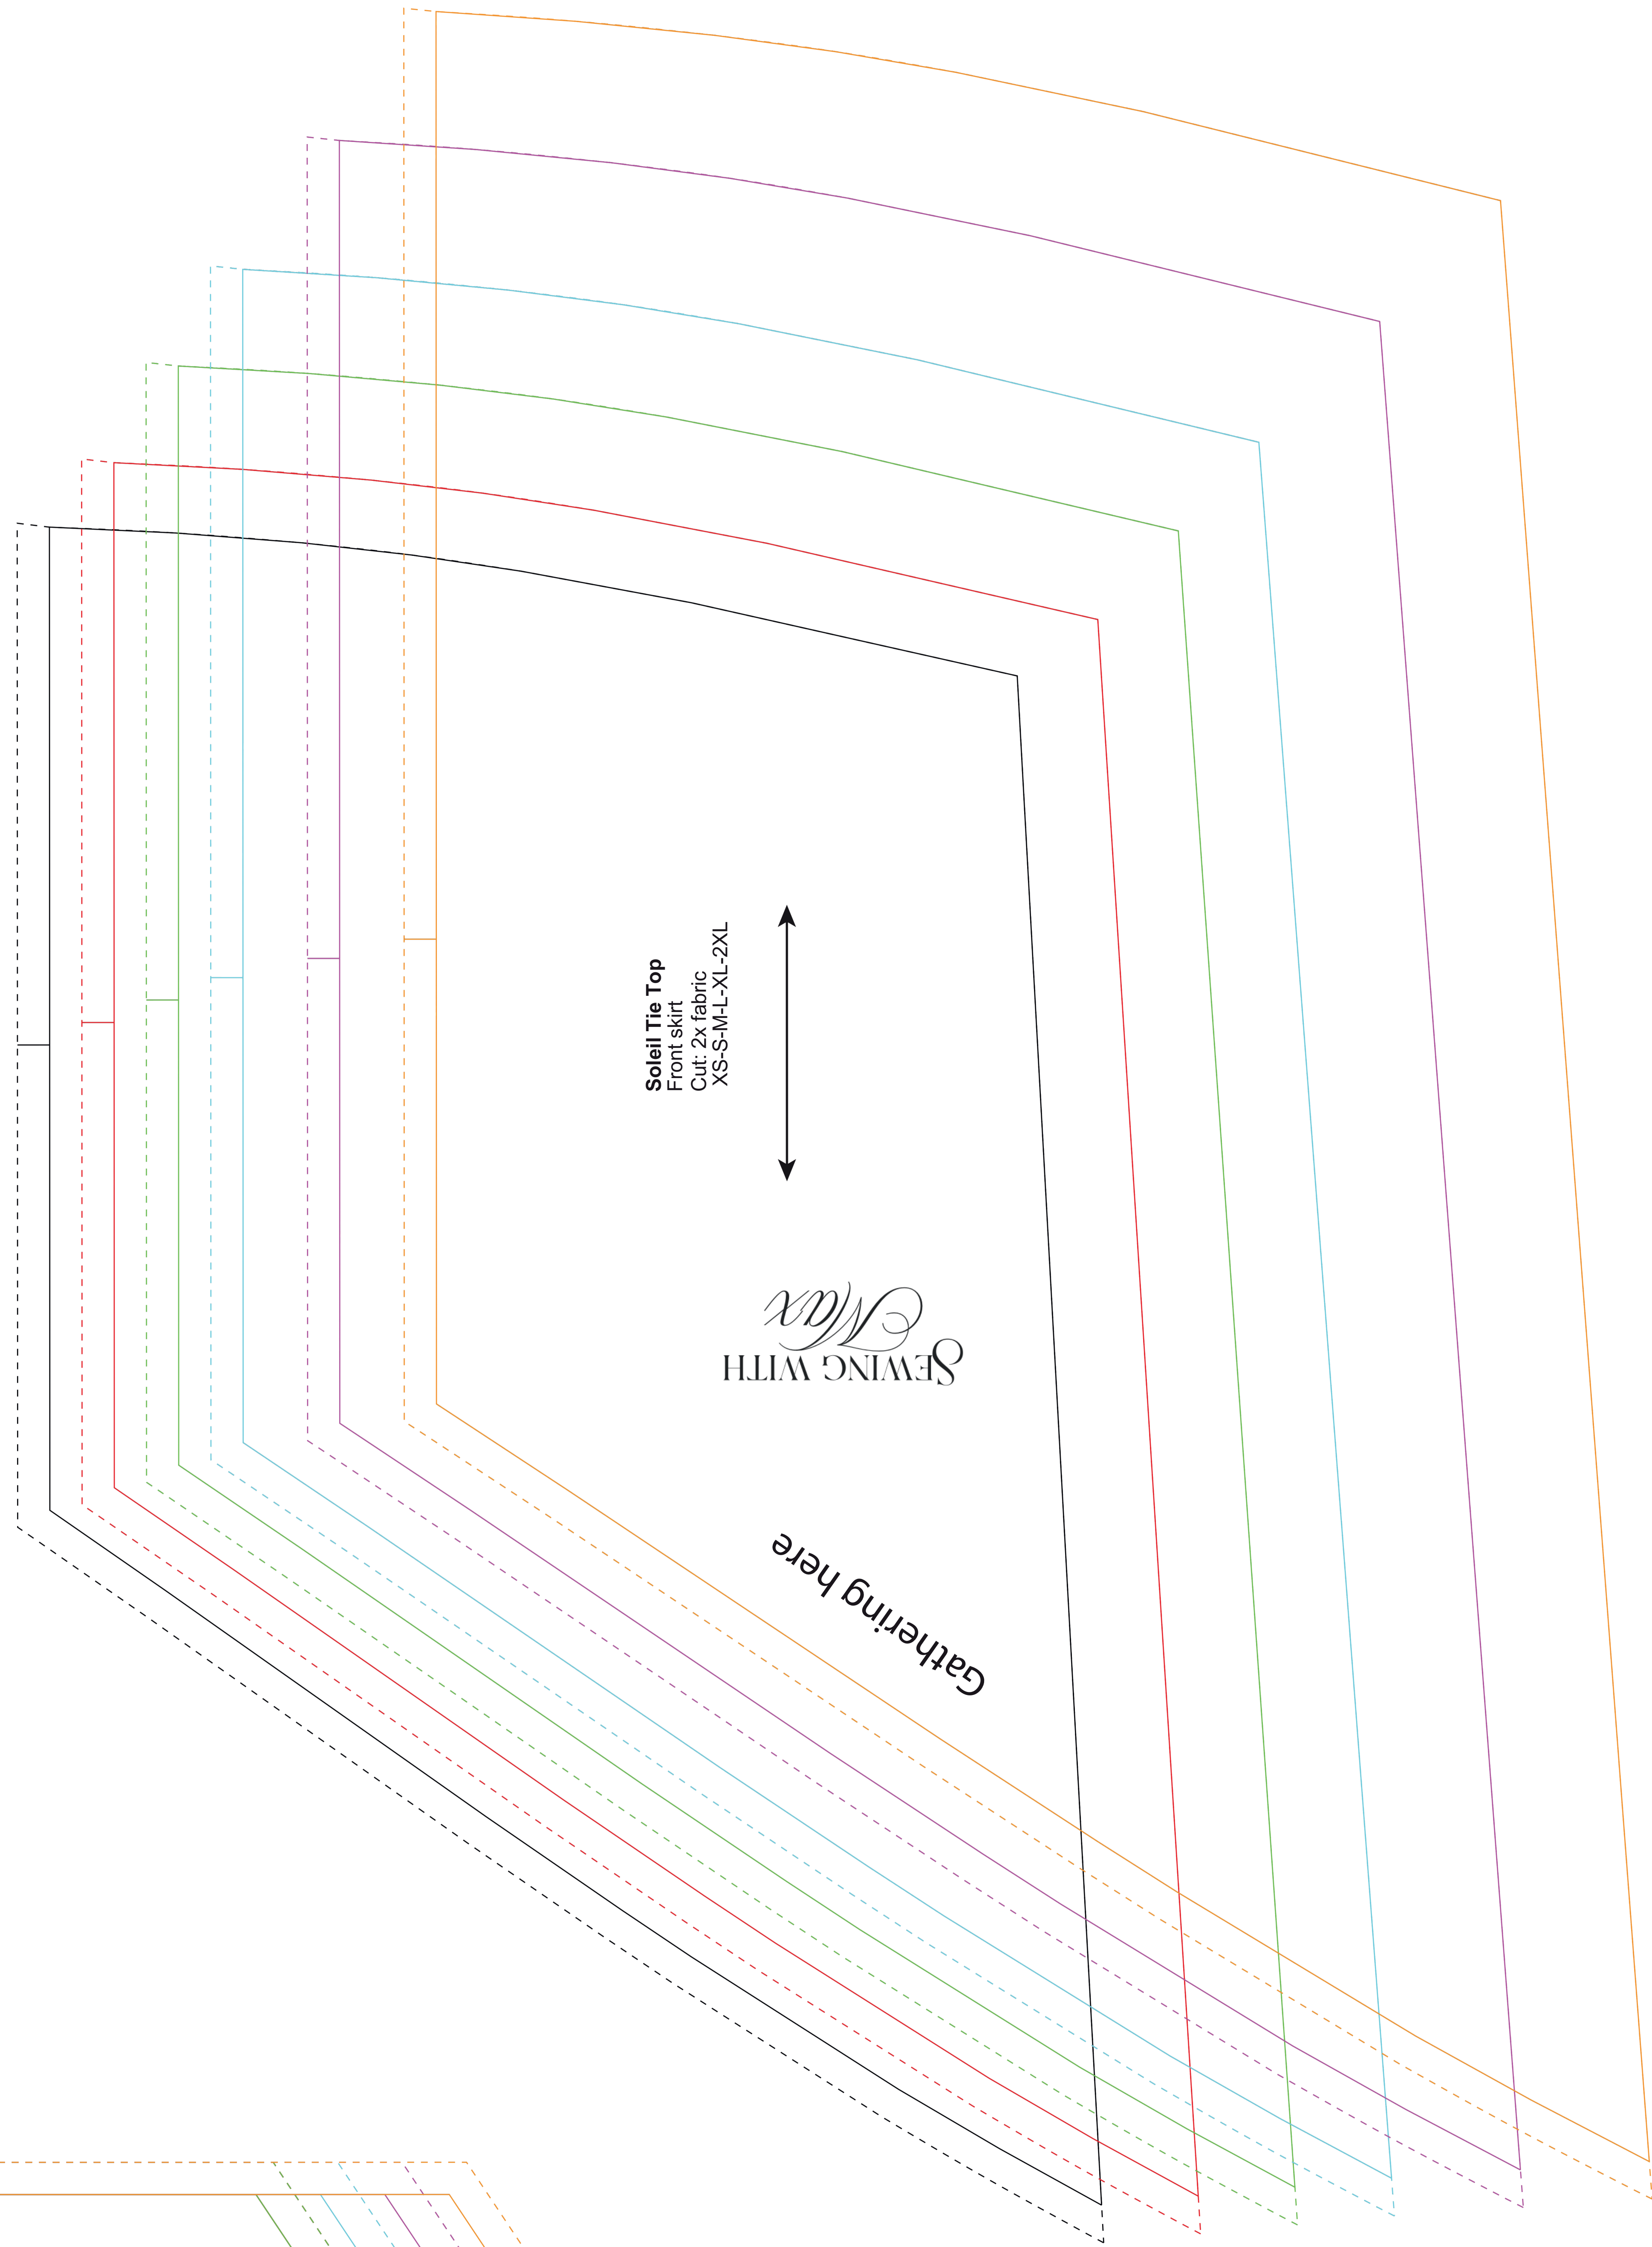 Soleil Tie Top
Front skirt
Cut: 2x fabric
XS-S-M-L-XL-2XL
SEWING WITH
Max
Gathering here